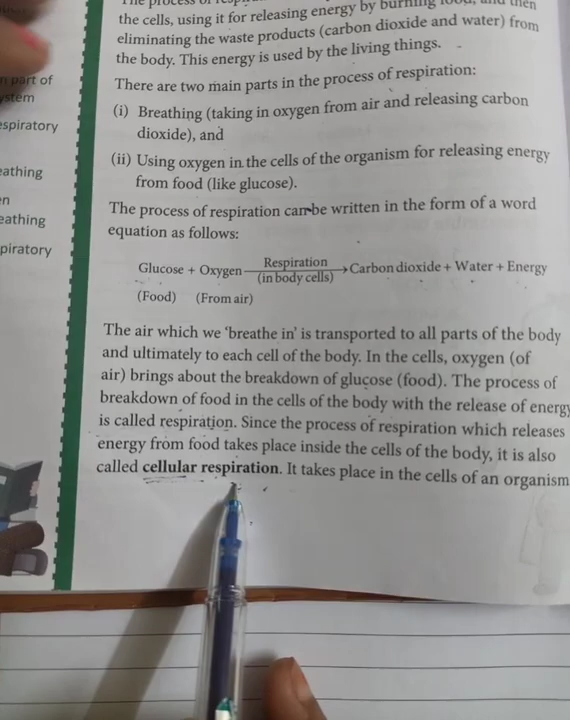 the cells, using it for releasing energy by burning food, and then
eliminating the waste products (carbon dioxide and water) from
the body. This energy is used by the living things.
There are two main parts in the process of respiration:
(i) Breathing (taking in oxygen from air and releasing carbon
dioxide), and
(ii) Using oxygen in the cells of the organism for releasing energy
from food (like glucose).
The process of respiration can be written in the form of a word
equation as follows:
Glucose + Oxygen Respiration (in body cells) → Carbon dioxide + Water + Energy
(Food) (From air)
The air which we 'breathe in' is transported to all parts of the body
and ultimately to each cell of the body. In the cells, oxygen (of
air) brings about the breakdown of glucose (food). The process of
breakdown of food in the cells of the body with the release of energy
is called respiration. Since the process of respiration which releases
energy from food takes place inside the cells of the body, it is also
called cellular respiration. It takes place in the cells of an organism
part of